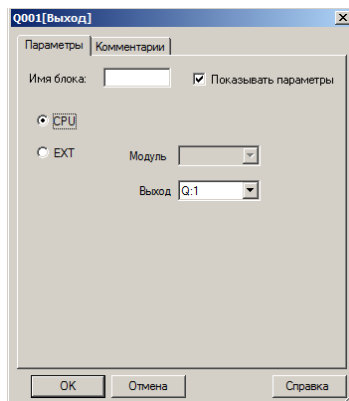 Q001[Выход]
Параметры Комментарии
Имя блока: Показывать параметры
CPU
EXT Модуль
Выход Q:1
OK Отмена Справка